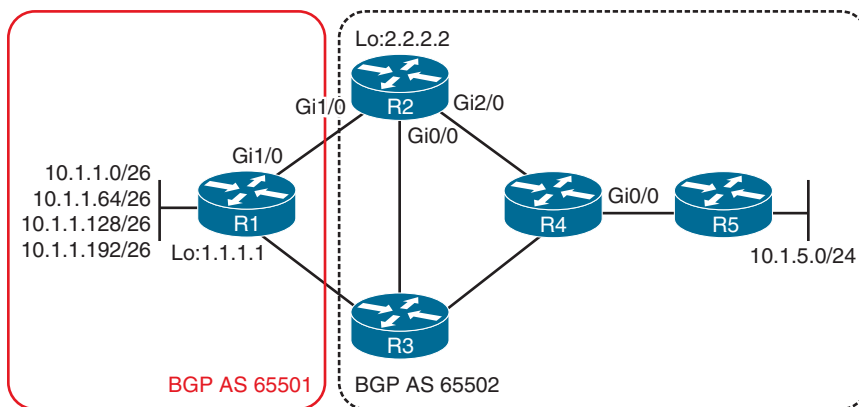 Lo:2.2.2.2
R2
Gi1/0
Gi2/0
Gi0/0
Gi1/0
10.1.1.0/26
10.1.1.64/26
10.1.1.128/26
10.1.1.192/26
R1
Lo:1.1.1.1
R4
Gi0/0
R5
10.1.5.0/24
R3
BGP AS 65501
BGP AS 65502